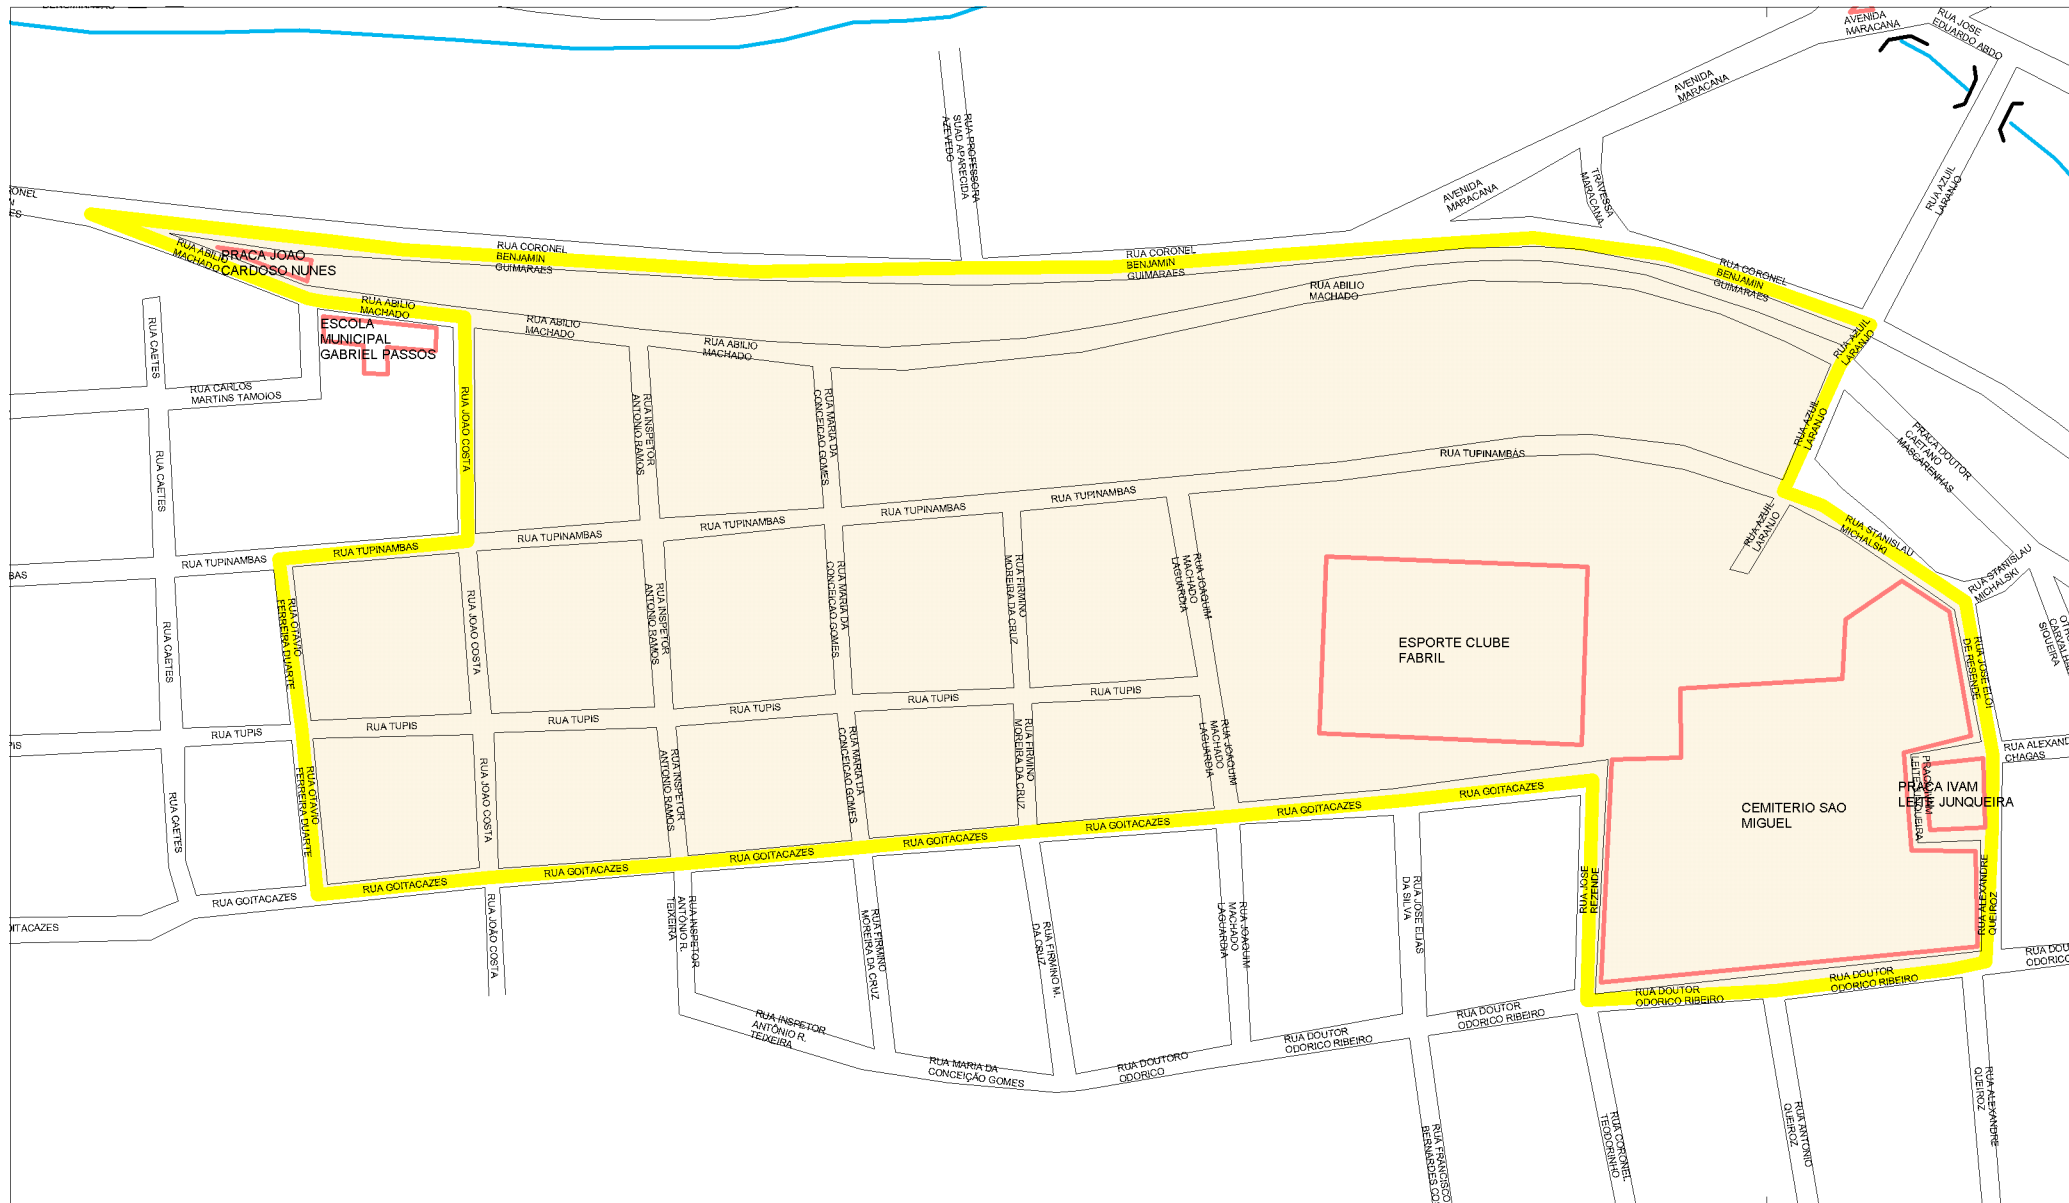 AVENIDA
MARACANA
RUA JOSE
EDUARDO ABDO
AVENIDA
MARACANA
AVENIDA
MARACANA
TRAVESSA
MARACANA
RUA AZUIL
LARANJO
RUA PROFESSORA
SUAD APARECIDA
AZEVEDO
RUA CORONEL
BENJAMIN
GUIMARAES
RUA CORONEL
BENJAMIN
GUIMARAES
RUA CORONEL
BENJAMIN
GUIMARAES
RUA ABILIO
MACHADO
PRACA JOAO
CARDOSO NUNES
RUA ABILIO
MACHADO
RUA ABILIO
MACHADO
RUA ABILIO
MACHADO
RUA ABILIO
MACHADO
ESCOLA
MUNICIPAL
GABRIEL PASSOS
RUA CAETES
RUA CARLOS
MARTINS TAMOIOS
RUA JOAO COSTA
RUA INSPETOR
ANTONIO RAMOS
RUA MARIA DA
CONCEICAO GOMES
RUA AZUIL
LARANJO
RUA AZUIL
LARANJO
PRACA DOUTOR
CAETANO
MASCARENHAS
RUA CAETES
RUA TUPINAMBAS
RUA TUPINAMBAS
RUA TUPINAMBAS
RUA TUPINAMBAS
RUA TUPINAMBAS
RUA TUPINAMBAS
RUA TUPINAMBAS
RUA AZUIL
LARANJO
RUA STANISLAU
MICHALSKI
RUA STANISLAU
MICHALSKI
RUA CAETES
RUA OTAVIO
FERREIRA DUARTE
RUA JOAO COSTA
RUA INSPETOR
ANTONIO RAMOS
RUA MARIA DA
CONCEICAO GOMES
RUA FIRMINO
MOREIRA DA CRUZ
RUA JOAQUIM
MACHADO
LAGUARDIA
ESPORTE CLUBE
FABRIL
RUA JOSE ELOI
DE RESENDE
SIQUEIRA
RUA TUPIS
RUA TUPIS
RUA TUPIS
RUA TUPIS
RUA TUPIS
RUA TUPIS
RUA CAETES
RUA OTAVIO
FERREIRA DUARTE
RUA JOAO COSTA
RUA INSPETOR
ANTONIO RAMOS
RUA MARIA DA
CONCEICAO GOMES
RUA FIRMINO
MOREIRA DA CRUZ
RUA JOAQUIM
MACHADO
LAGUARDIA
CEMITERIO SAO
MIGUEL
PRACA IVAM
LEITE JUNQUEIRA
PRACA IVAM
LEITE JUNQUEIRA
CHAGAS
RUA GOITACAZES
RUA GOITACAZES
RUA GOITACAZES
RUA GOITACAZES
RUA GOITACAZES
RUA GOITACAZES
RUA GOITACAZES
RUA GOITACAZES
RUA JOSE
REZENDE
RUA ALEXANDRE
QUEIROZ
RUA JOÃO COSTA
RUA INSPETOR
ANTÔNIO R.
TEIXEIRA
RUA FIRMINO
MOREIRA DA CRUZ
RUA FIRMINO M.
DA CRUZ
RUA JOAQUIM
MACHADO
LAGUARDIA
RUA JOSE ELIAS
DA SILVA
RUA DOUTOR
ODORICO RIBEIRO
RUA DOUTOR
ODORICO RIBEIRO
RUA DOUTOR
ODORICO RIBEIRO
RUA DOUTOR
ODORICO RIBEIRO
RUA INSPETOR
ANTÔNIO R.
TEIXEIRA
RUA MARIA DA
CONCEIÇÃO GOMES
RUA DOUTORO
ODORICO
RUA FRANCISCO
RUA CORONEL
TEODORINHO
RUA ANTONIO
QUEIROZ
RUA ALEXANDRE
QUEIROZ